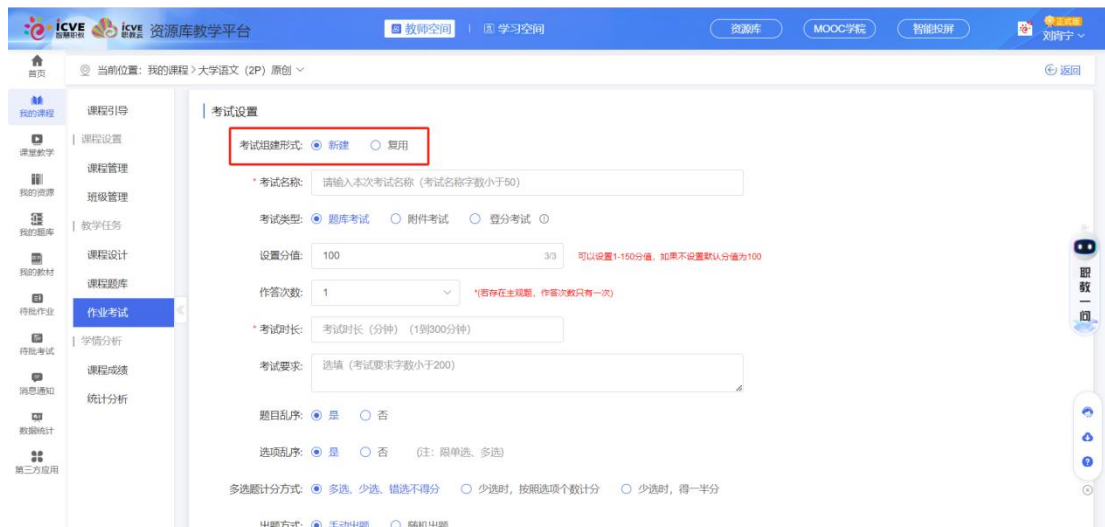 icve 智慧职教 icve 职教云 资源库教学平台 教师空间 学习空间 资源库 MOOC学院 智能投屏 正式版
刘肖宁
首页 当前位置：我的课程>大学语文（2P）原创 返回
我的课程 课程引导 考试设置
课堂教学 课程设置 考试组建形式: 新建 复用
我的资源 课程管理 * 考试名称: 请输入本次考试名称（考试名称字数小于50）
班级管理
我的题库 教学任务 考试类型: 题库考试 附件考试 登分考试
我的教材 课程设计 设置分值: 100 3/3 可以设置1-150分值，如果不设置默认分值为100
课程题库 作答次数: 1 *(若存在主观题，作答次数只有一次)
待批作业 作业考试 * 考试时长: 考试时长（分钟）（1到300分钟）
待批考试 学情分析
课程成绩 考试要求: 选填（考试要求字数小于200）
消息通知 统计分析
数据统计 题目乱序: 是 否
第三方应用 选项乱序: 是 否 (注：限单选、多选)
多选题计分方式: 多选、少选、错选不得分 少选时，按照选项个数计分 少选时，得一半分
出题方式: 手动出题 随机出题
职教一问